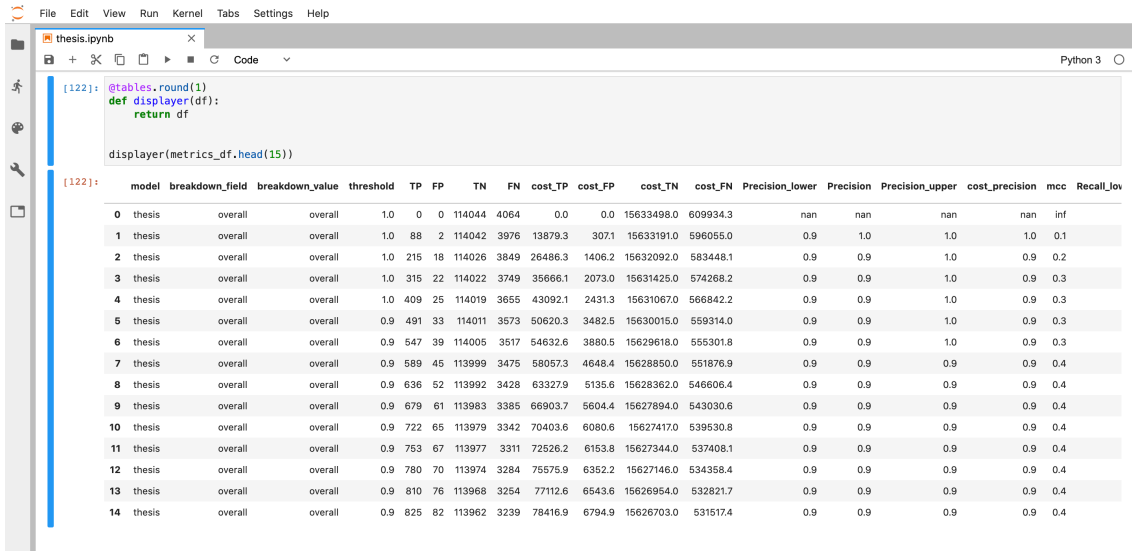 File Edit View Run Kernel Tabs Settings Help
thesis.ipynb
Code Python 3
[122]: @tables.round(1)
def displayer(df):
return df
displayer(metrics_df.head(15))
[122]:
model breakdown_field breakdown_value threshold TP FP TN FN cost_TP cost_FP cost_TN cost_FN Precision_lower Precision Precision_upper cost_precision mcc Recall_low
0 thesis overall overall 1.0 0 0 114044 4064 0.0 0.0 15633498.0 609934.3 nan nan nan nan inf
1 thesis overall overall 1.0 88 2 114042 3976 13879.3 307.1 15633191.0 596055.0 0.9 1.0 1.0 1.0 0.1
2 thesis overall overall 1.0 215 18 114026 3849 26486.3 1406.2 15632092.0 583448.1 0.9 0.9 1.0 0.9 0.2
3 thesis overall overall 1.0 315 22 114022 3749 35666.1 2073.0 15631425.0 574268.2 0.9 0.9 1.0 0.9 0.3
4 thesis overall overall 1.0 409 25 114019 3655 43092.1 2431.3 15631067.0 566842.2 0.9 0.9 1.0 0.9 0.3
5 thesis overall overall 0.9 491 33 114011 3573 50620.3 3482.5 15630015.0 559314.0 0.9 0.9 1.0 0.9 0.3
6 thesis overall overall 0.9 547 39 114005 3517 54632.6 3880.5 15629618.0 555301.8 0.9 0.9 1.0 0.9 0.3
7 thesis overall overall 0.9 589 45 113999 3475 58057.3 4648.4 15628850.0 551876.9 0.9 0.9 0.9 0.9 0.4
8 thesis overall overall 0.9 636 52 113992 3428 63327.9 5135.6 15628362.0 546606.4 0.9 0.9 0.9 0.9 0.4
9 thesis overall overall 0.9 679 61 113983 3385 66903.7 5604.4 15627894.0 543030.6 0.9 0.9 0.9 0.9 0.4
10 thesis overall overall 0.9 722 65 113979 3342 70403.6 6080.6 15627417.0 539530.8 0.9 0.9 0.9 0.9 0.4
11 thesis overall overall 0.9 753 67 113977 3311 72526.2 6153.8 15627344.0 537408.1 0.9 0.9 0.9 0.9 0.4
12 thesis overall overall 0.9 780 70 113974 3284 75575.9 6352.2 15627146.0 534358.4 0.9 0.9 0.9 0.9 0.4
13 thesis overall overall 0.9 810 76 113968 3254 77112.6 6543.6 15626954.0 532821.7 0.9 0.9 0.9 0.9 0.4
14 thesis overall overall 0.9 825 82 113962 3239 78416.9 6794.9 15626703.0 531517.4 0.9 0.9 0.9 0.9 0.4